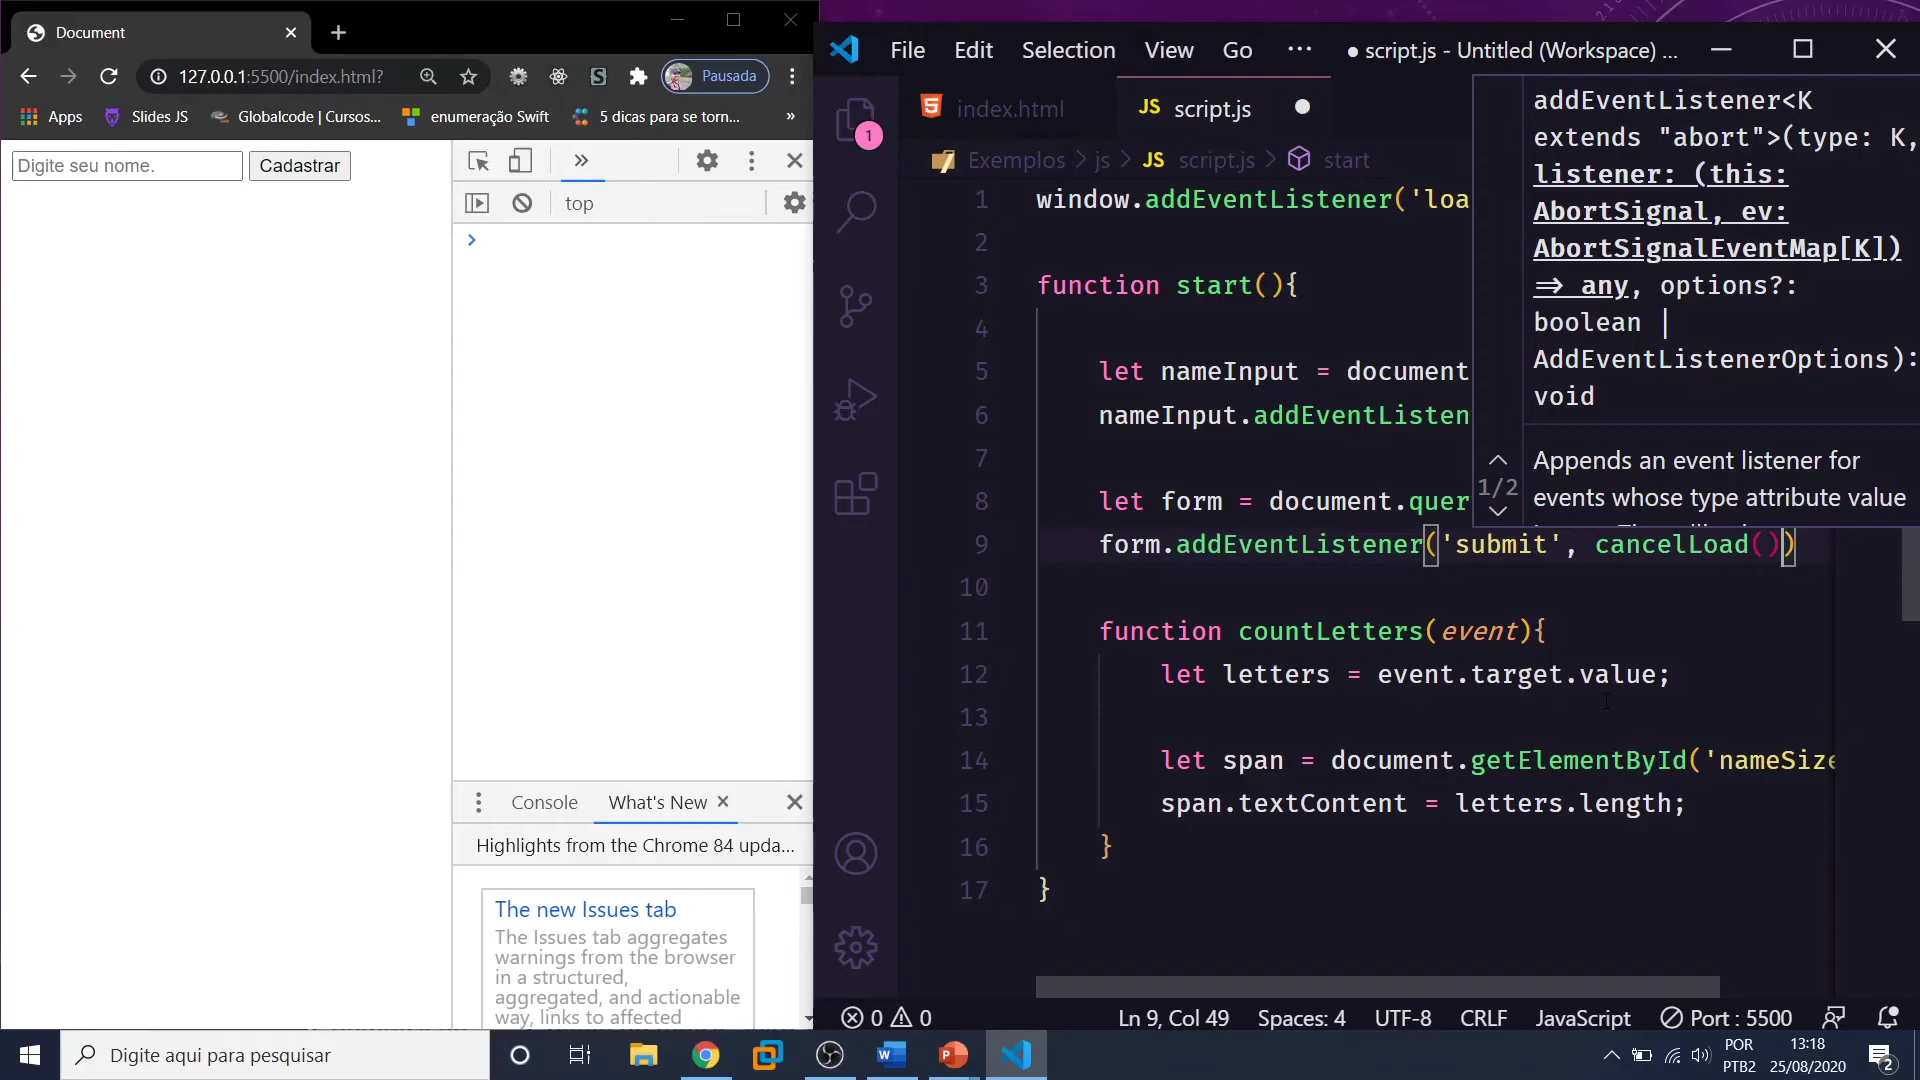 Document
127.0.0.1:5500/index.html?
Pausada
Apps
Slides JS
Globalcode | Cursos...
enumeração Swift
5 dicas para se torn...
»
Digite seu nome.
Cadastrar
top
Console
What's New
Highlights from the Chrome 84 upda...
The new Issues tab
The Issues tab aggregates
warnings from the browser
in a structured,
aggregated, and actionable
way, links to affected
File Edit Selection View Go ··· ● script.js - Untitled (Workspace) ...
1
index.html
JS script.js
Exemplos > js > JS script.js > start
1 window.addEventListener('loa
2
3 function start(){
4
5 let nameInput = document
6 nameInput.addEventListen
7
8 let form = document.quer
9 form.addEventListener('submit', cancelLoad())
10
11 function countLetters(event){
12 let letters = event.target.value;
13
14 let span = document.getElementById('nameSize
15 span.textContent = letters.length;
16 }
17 }
addEventListener<K
extends "abort">(type: K,
listener: (this:
AbortSignal, ev:
AbortSignalEventMap[K])
=> any, options?:
boolean |
AddEventListenerOptions):
void
1/2
Appends an event listener for
events whose type attribute value
0 0
Ln 9, Col 49 Spaces: 4 UTF-8 CRLF JavaScript Port : 5500
Digite aqui para pesquisar
POR
PTB2
13:18
25/08/2020
2